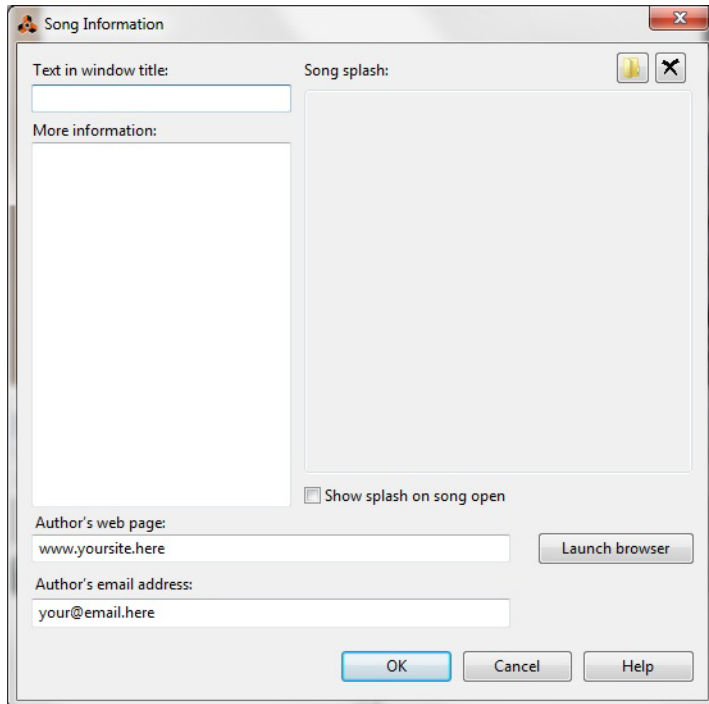 Song Information
Text in window title:
Song splash:
More information:
Show splash on song open
Author's web page:
www.yoursite.here
Launch browser
Author's email address:
your@email.here
OK
Cancel
Help